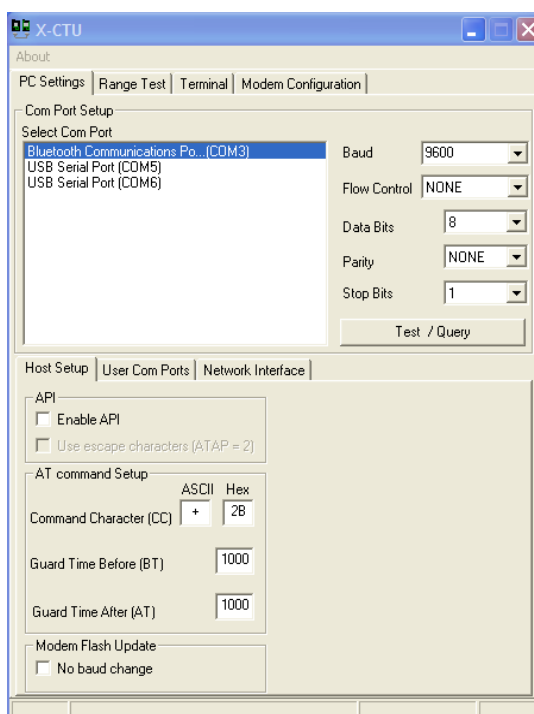 X-CTU
About
PC Settings Range Test Terminal Modem Configuration
Com Port Setup
Select Com Port
Bluetooth Communications Po...(COM3)
USB Serial Port (COM5)
USB Serial Port (COM6)
Baud 9600
Flow Control NONE
Data Bits 8
Parity NONE
Stop Bits 1
Test / Query
Host Setup User Com Ports Network Interface
API
Enable API
Use escape characters (ATAP = 2)
AT command Setup
ASCII Hex
Command Character (CC) + 2B
Guard Time Before (BT) 1000
Guard Time After (AT) 1000
Modem Flash Update
No baud change